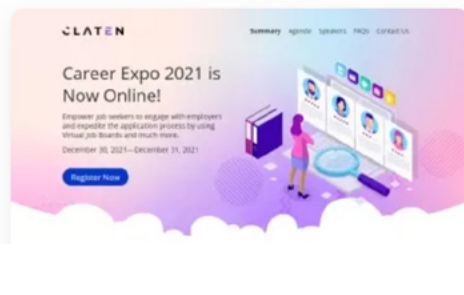 CLATEN
Summary Agenda Speakers FAQs Contact Us
Career Expo 2021 is
Now Online!
Empower job seekers to engage with employers
and expedite the application process by using
Virtual Job Boards and much more.
December 30, 2021—December 31, 2021
Register Now